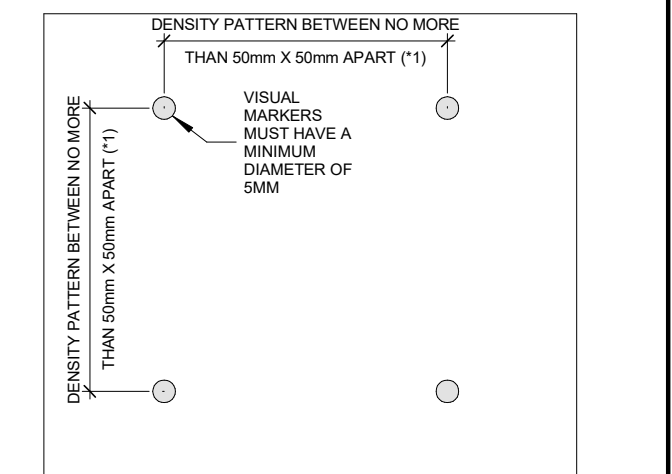 DENSITY PATTERN BETWEEN NO MORE
THAN 50mm X 50mm APART (*1)
VISUAL
MARKERS
MUST HAVE A
MINIMUM
DIAMETER OF
5MM
DENSITY PATTERN BETWEEN NO MORE
THAN 50mm X 50mm APART (*1)